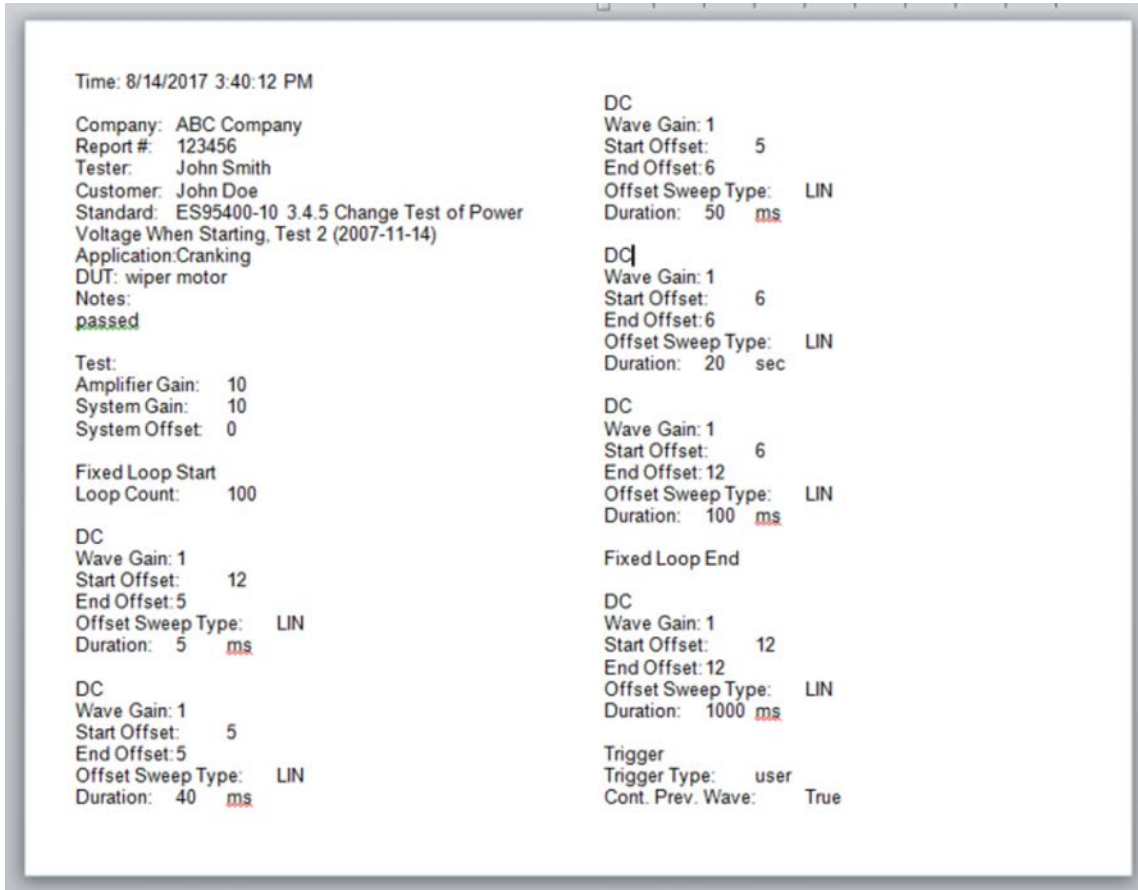 Time: 8/14/2017 3:40:12 PM
Company: ABC Company
Report #: 123456
Tester: John Smith
Customer: John Doe
Standard: ES95400-10 3.4.5 Change Test of Power
Voltage When Starting, Test 2 (2007-11-14)
Application:Cranking
DUT: wiper motor
Notes:
passed
Test:
Amplifier Gain: 10
System Gain: 10
System Offset: 0
Fixed Loop Start
Loop Count: 100
DC
Wave Gain: 1
Start Offset: 12
End Offset: 5
Offset Sweep Type: LIN
Duration: 5 ms
DC
Wave Gain: 1
Start Offset: 5
End Offset: 5
Offset Sweep Type: LIN
Duration: 40 ms
DC
Wave Gain: 1
Start Offset: 5
End Offset: 6
Offset Sweep Type: LIN
Duration: 50 ms
DC
Wave Gain: 1
Start Offset: 6
End Offset: 6
Offset Sweep Type: LIN
Duration: 20 sec
DC
Wave Gain: 1
Start Offset: 6
End Offset: 12
Offset Sweep Type: LIN
Duration: 100 ms
Fixed Loop End
DC
Wave Gain: 1
Start Offset: 12
End Offset: 12
Offset Sweep Type: LIN
Duration: 1000 ms
Trigger
Trigger Type: user
Cont. Prev. Wave: True